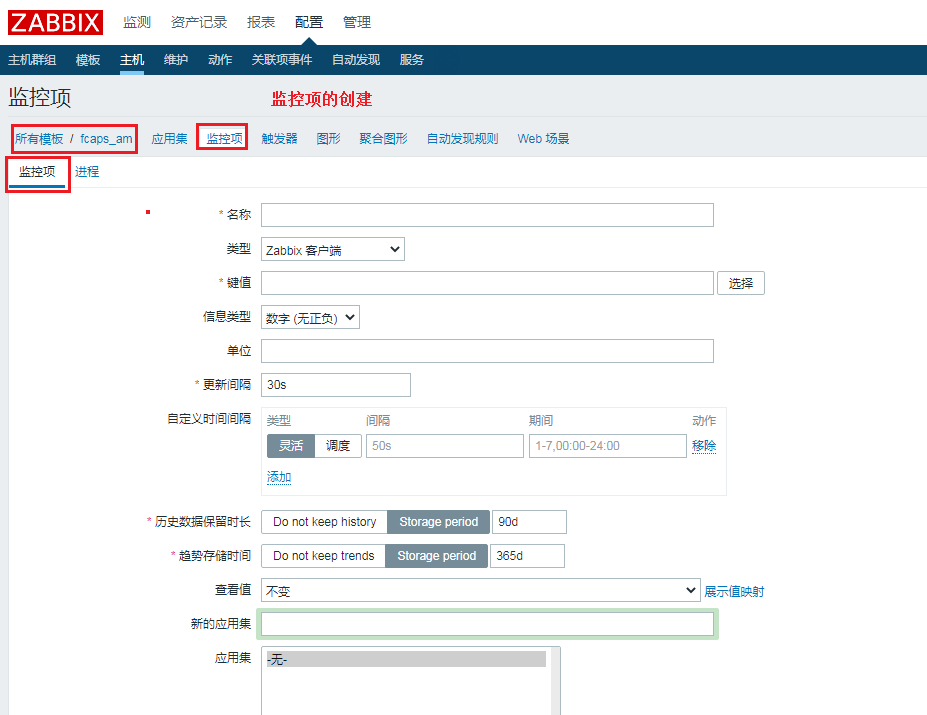 ZABBIX 监测 资产记录 报表 配置 管理
主机群组 模板 主机 维护 动作 关联项事件 自动发现 服务
监控项 监控项的创建
所有模板 / fcaps_am 应用集 监控项 触发器 图形 聚合图形 自动发现规则 Web 场景
监控项 进程
* 名称
类型 Zabbix 客户端
* 键值 选择
信息类型 数字 (无正负)
单位
* 更新间隔 30s
自定义时间间隔 类型 间隔 期间 动作
灵活 调度 50s 1-7,00:00-24:00 移除
添加
* 历史数据保留时长 Do not keep history Storage period 90d
* 趋势存储时间 Do not keep trends Storage period 365d
查看值 不变 展示值映射
新的应用集
应用集 -无-